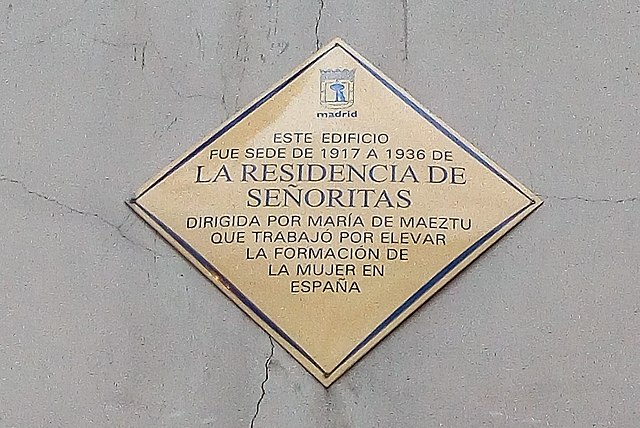 madrid
ESTE EDIFICIO
FUE SEDE DE 1917 A 1936 DE
LA RESIDENCIA DE
SEÑORITAS
DIRIGIDA POR MARÍA DE MAEZTU
QUE TRABAJÓ POR ELEVAR
LA FORMACIÓN DE
LA MUJER EN
ESPAÑA